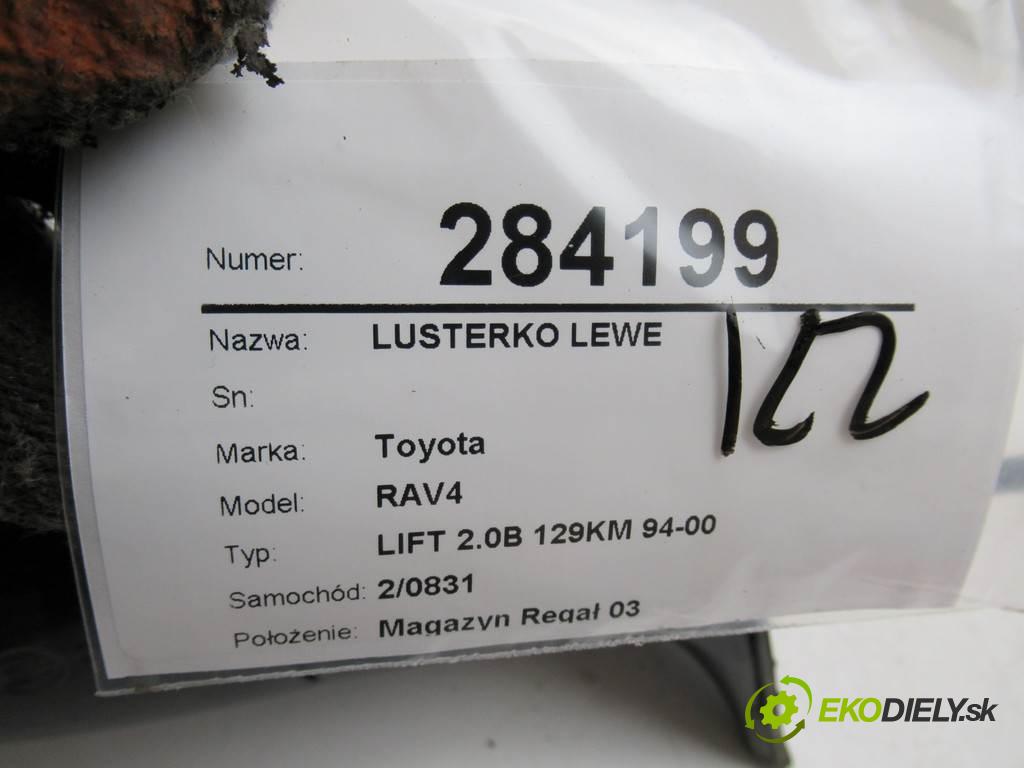 Numer: 284199
Nazwa: LUSTERKO LEWE
Sn:
Marka: Toyota
Model: RAV4
Typ: LIFT 2.0B 129KM 94-00
Samochód: 2/0831
Położenie: Magazyn Regał 03
EKODIELY.sk